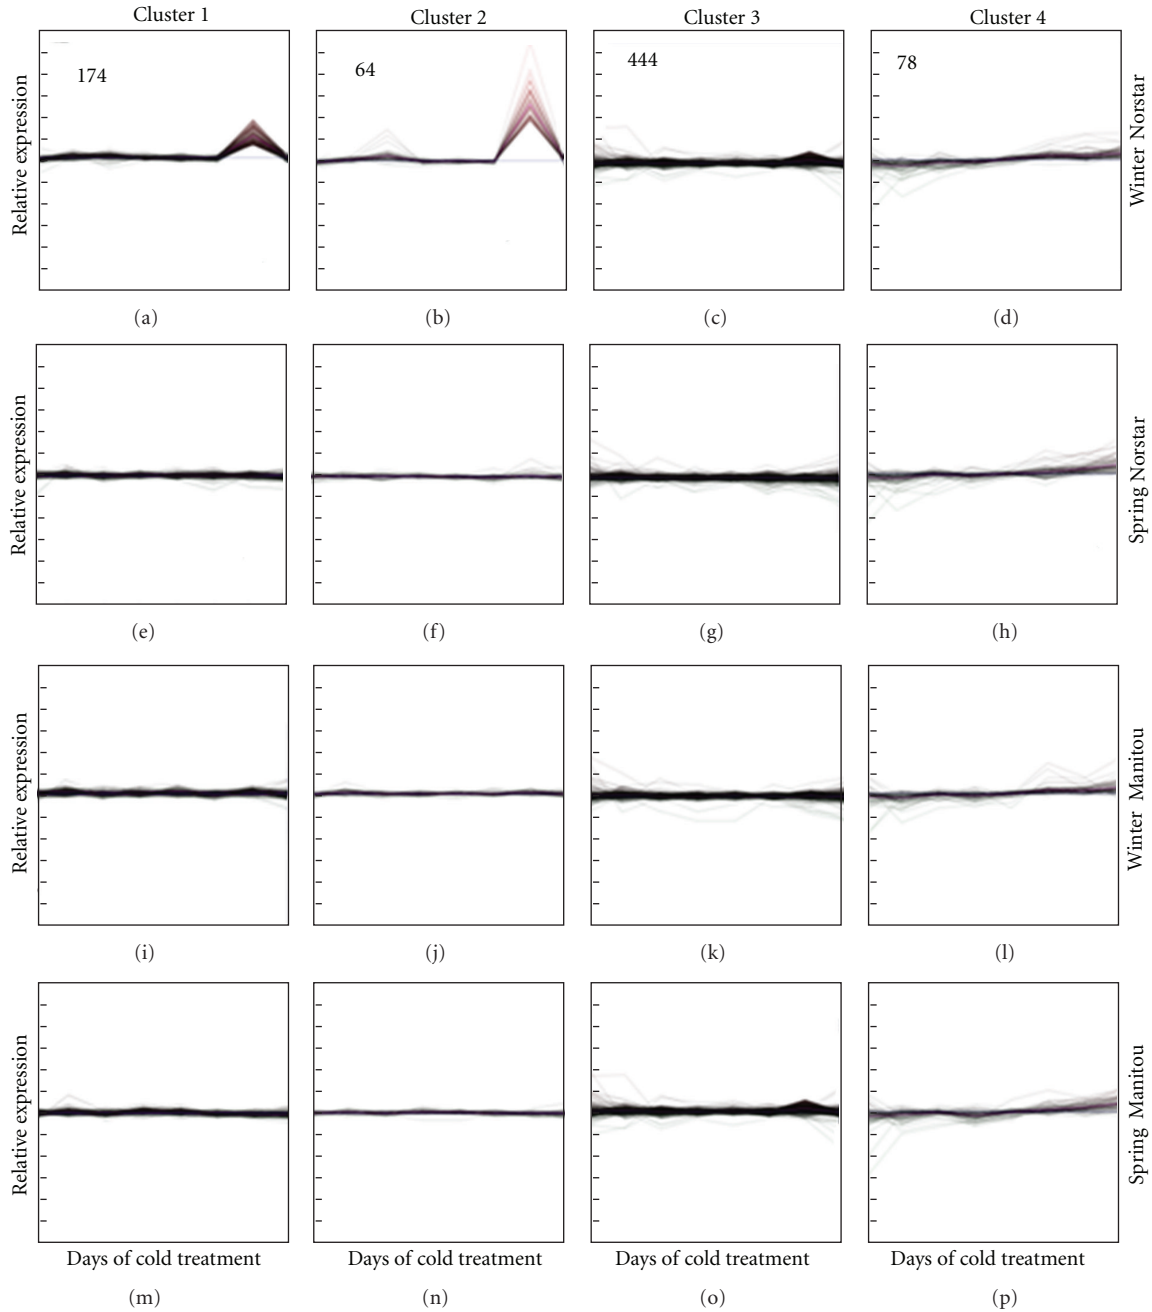 Cluster 1 Cluster 2 Cluster 3 Cluster 4
174 64 444 78
Relative expression
Winter Norstar
(a) (b) (c) (d)
Relative expression
Spring Norstar
(e) (f) (g) (h)
Relative expression
Winter Manitou
(i) (j) (k) (l)
Relative expression
Spring Manitou
Days of cold treatment Days of cold treatment Days of cold treatment Days of cold treatment
(m) (n) (o) (p)